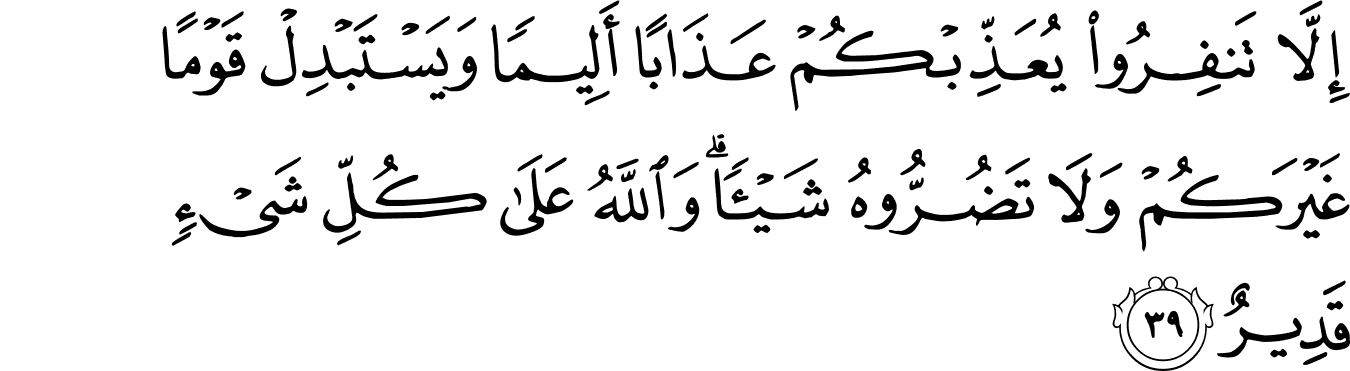 إِلَّا تَنفِرُوا۟ يُعَذِّبْكُمْ عَذَابًا أَلِيمًا وَيَسْتَبْدِلْ قَوْمًا
غَيْرَكُمْ وَلَا تَضُرُّوهُ شَيْـًٔا ۗ وَٱللَّهُ عَلَىٰ كُلِّ شَىْءٍ
قَدِيرٌ ٣٩